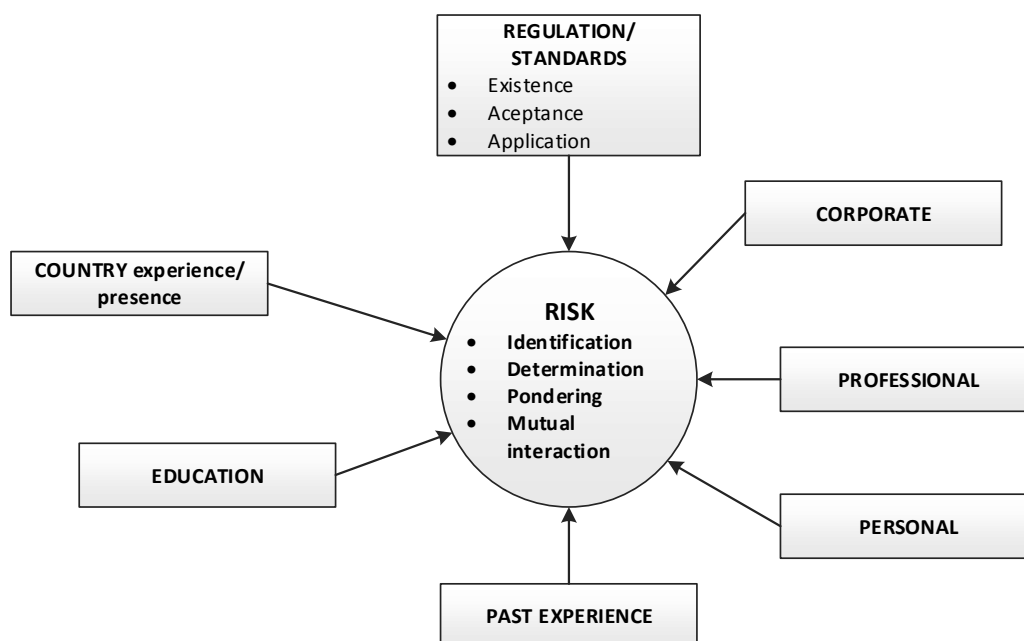 REGULATION/
STANDARDS
• Existence
• Aceptance
• Application
CORPORATE
COUNTRY experience/
presence
RISK
• Identification
• Determination
• Pondering
• Mutual
interaction
PROFESSIONAL
EDUCATION
PERSONAL
PAST EXPERIENCE